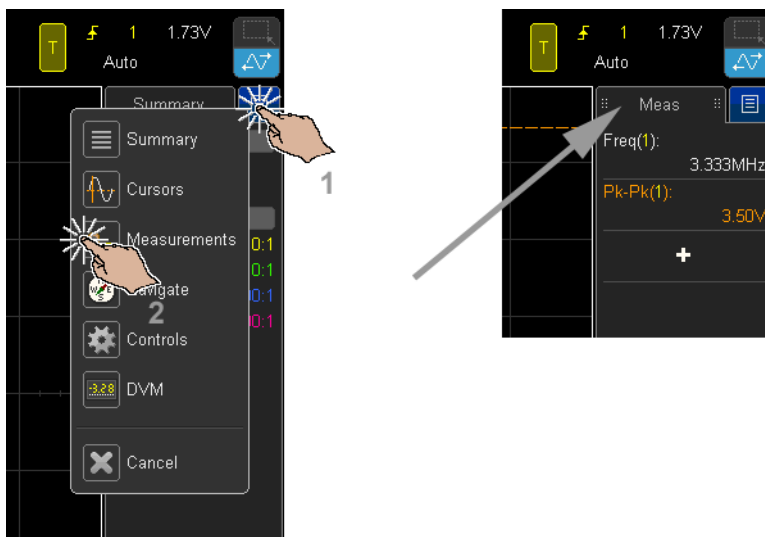 T 1 1.73V
Auto
Summary
Summary
Cursors
Measurements
Navigate
Controls
-3.28 DVM
Cancel
0:1
0:1
0:1
0:1
1
2
T 1 1.73V
Auto
Meas
Freq(1):
3.333MHz
Pk-Pk(1):
3.50V
+